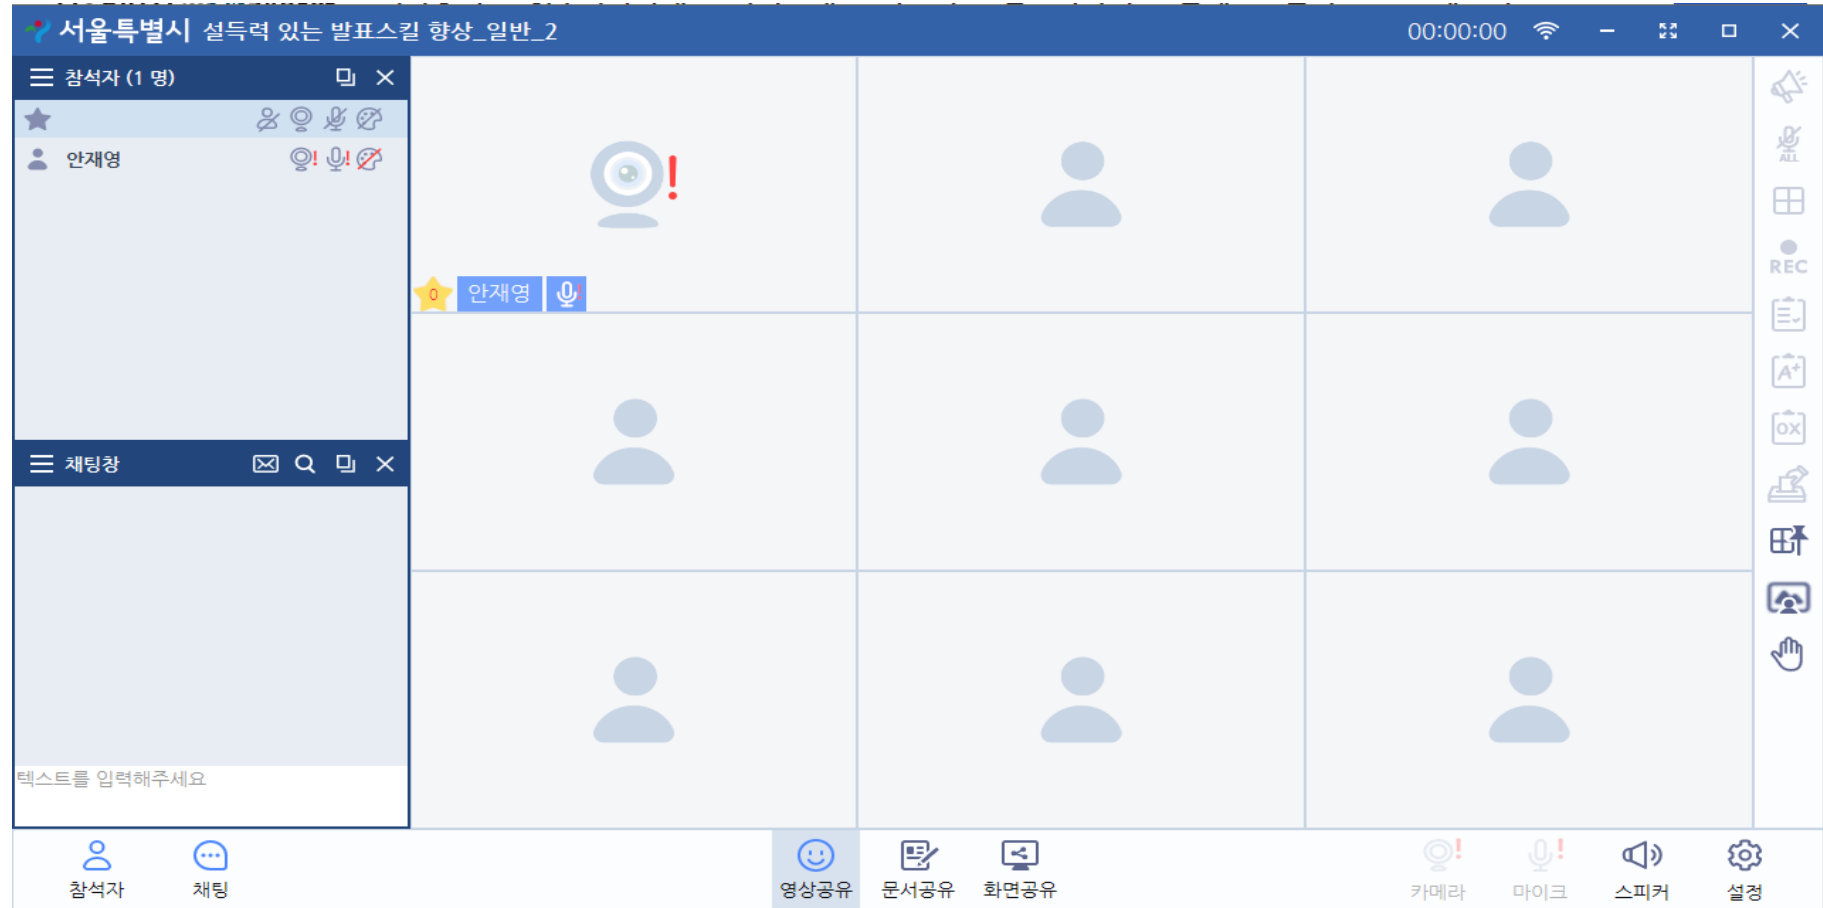 서울특별시 설득력 있는 발표스킬 향상_일반_2
00:00:00
참석자 (1 명)
안재영
ALL
REC
0 안재영
A+
OX
채팅창
텍스트를 입력해주세요
참석자
채팅
영상공유
문서공유
화면공유
카메라
마이크
스피커
설정